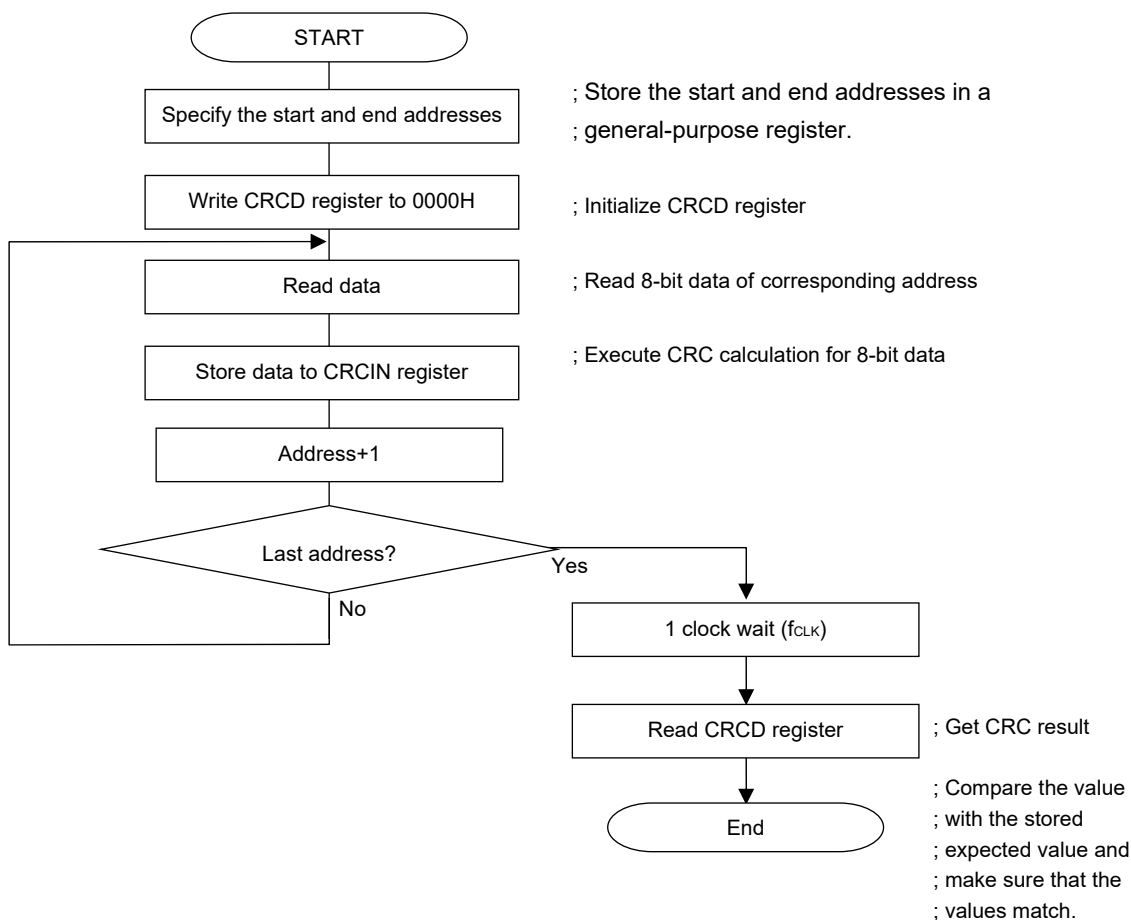 START
Specify the start and end addresses
; Store the start and end addresses in a
; general-purpose register.
Write CRCD register to 0000H
; Initialize CRCD register
Read data
; Read 8-bit data of corresponding address
Store data to CRCIN register
; Execute CRC calculation for 8-bit data
Address+1
Last address?
Yes
No
1 clock wait (fCLK)
Read CRCD register
; Get CRC result
End
; Compare the value
; with the stored
; expected value and
; make sure that the
; values match.